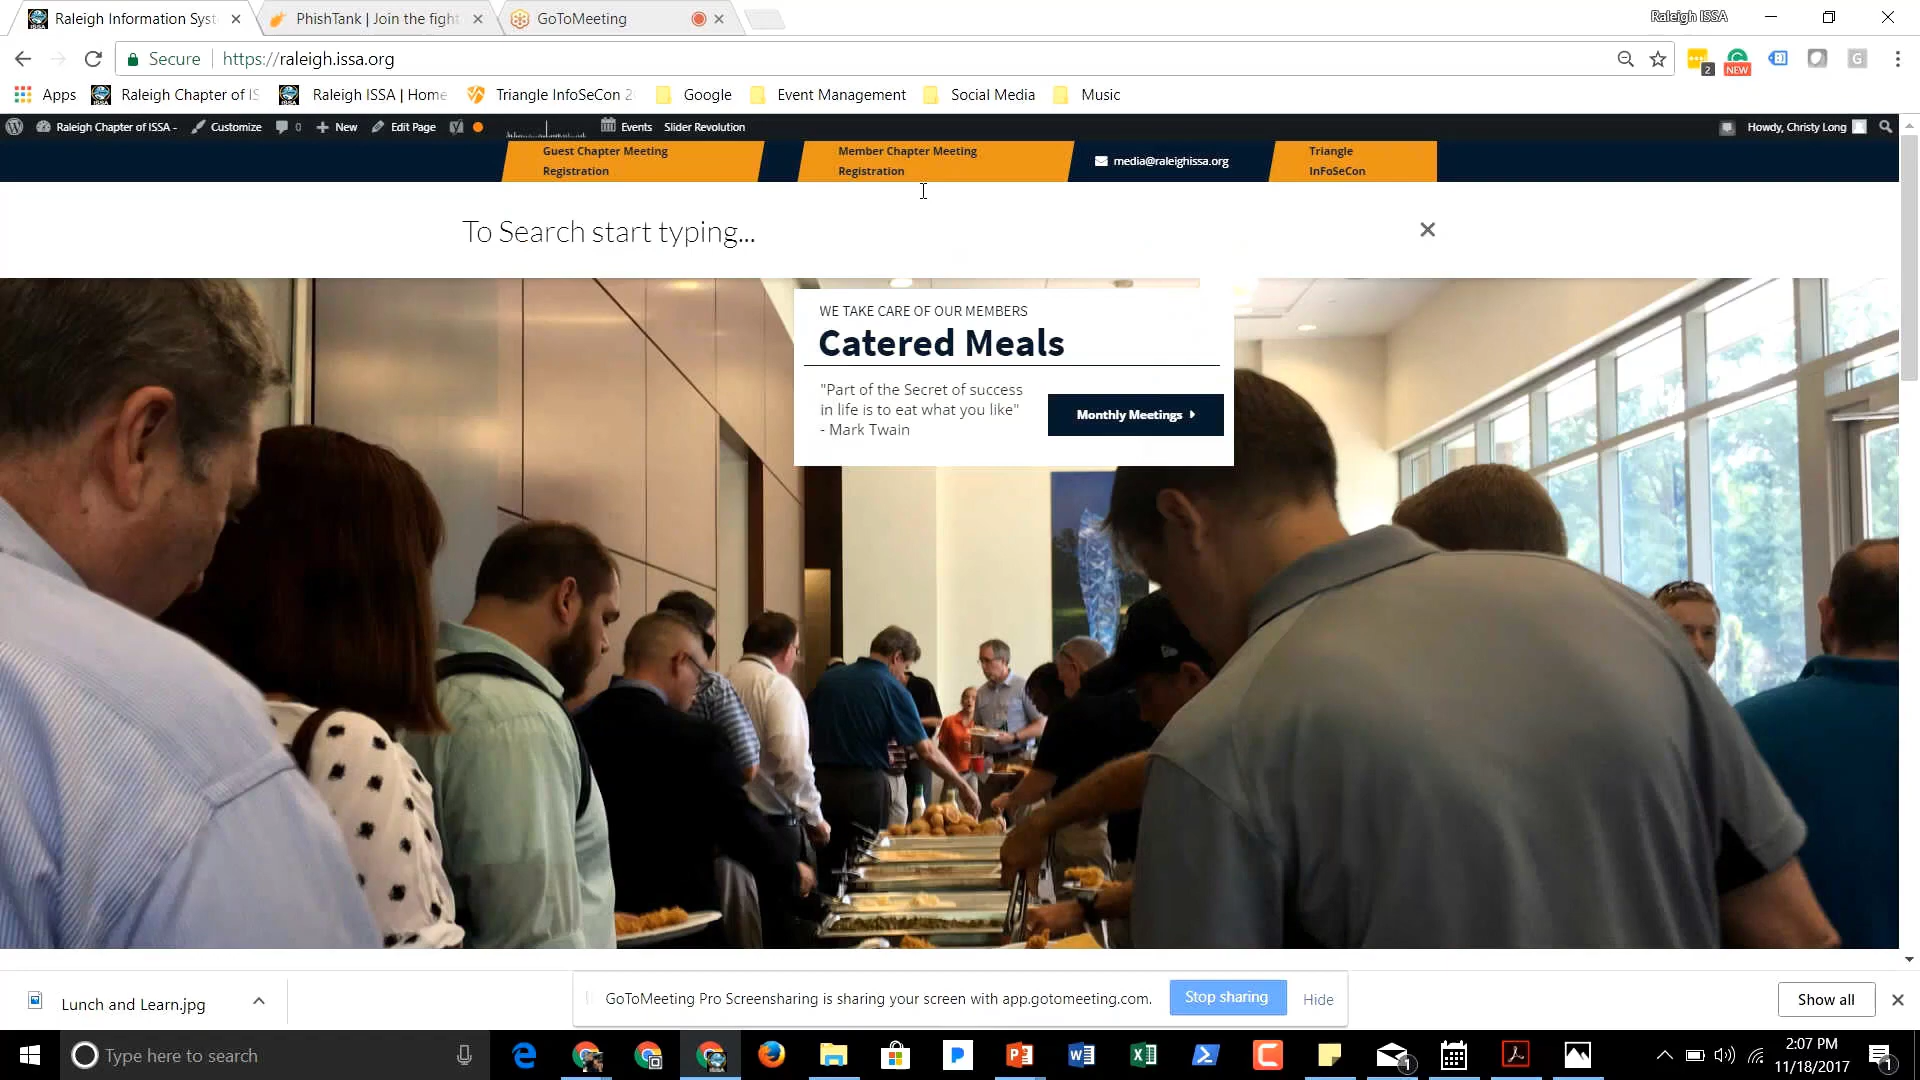 Raleigh Information Syst
PhishTank | Join the fight
GoToMeeting
Raleigh ISSA
Secure
https://raleigh.issa.org
2
NEW
G
Apps
Raleigh Chapter of IS
Raleigh ISSA | Home
Triangle InfoSeCon 2
Google
Event Management
Social Media
Music
Raleigh Chapter of ISSA -
Customize
0
New
Edit Page
Events
Slider Revolution
Howdy, Christy Long
Guest Chapter Meeting
Registration
Member Chapter Meeting
Registration
media@raleighissa.org
Triangle
InFoSeCon
To Search start typing...
WE TAKE CARE OF OUR MEMBERS
Catered Meals
"Part of the Secret of success
in life is to eat what you like"
- Mark Twain
Monthly Meetings
Lunch and Learn.jpg
GoToMeeting Pro Screensharing is sharing your screen with app.gotomeeting.com.
Stop sharing
Hide
Show all
Type here to search
1
2:07 PM
11/18/2017
1